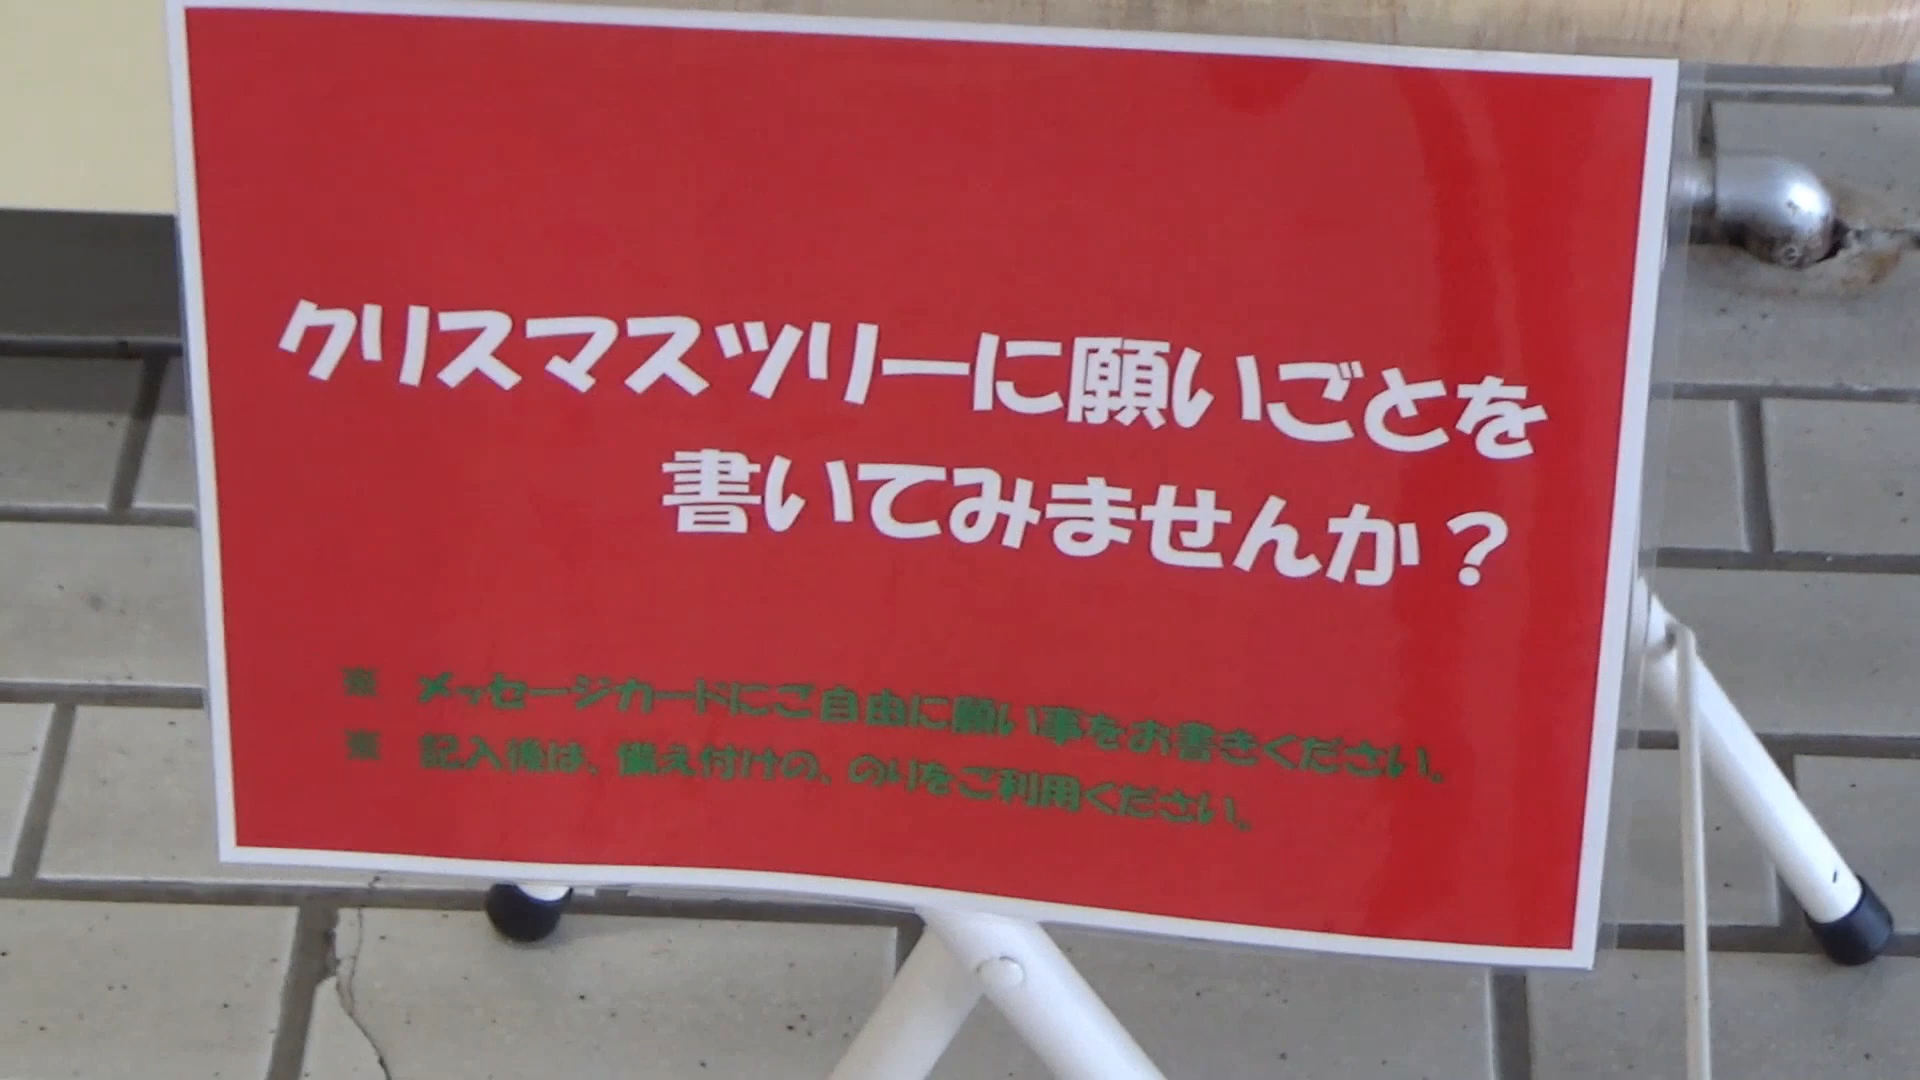 クリスマスツリーに願いごとを
書いてみませんか？
※ メッセージカードにご自由に願い事をお書きください。
※ 記入後は、備え付けの、のりをご利用ください。